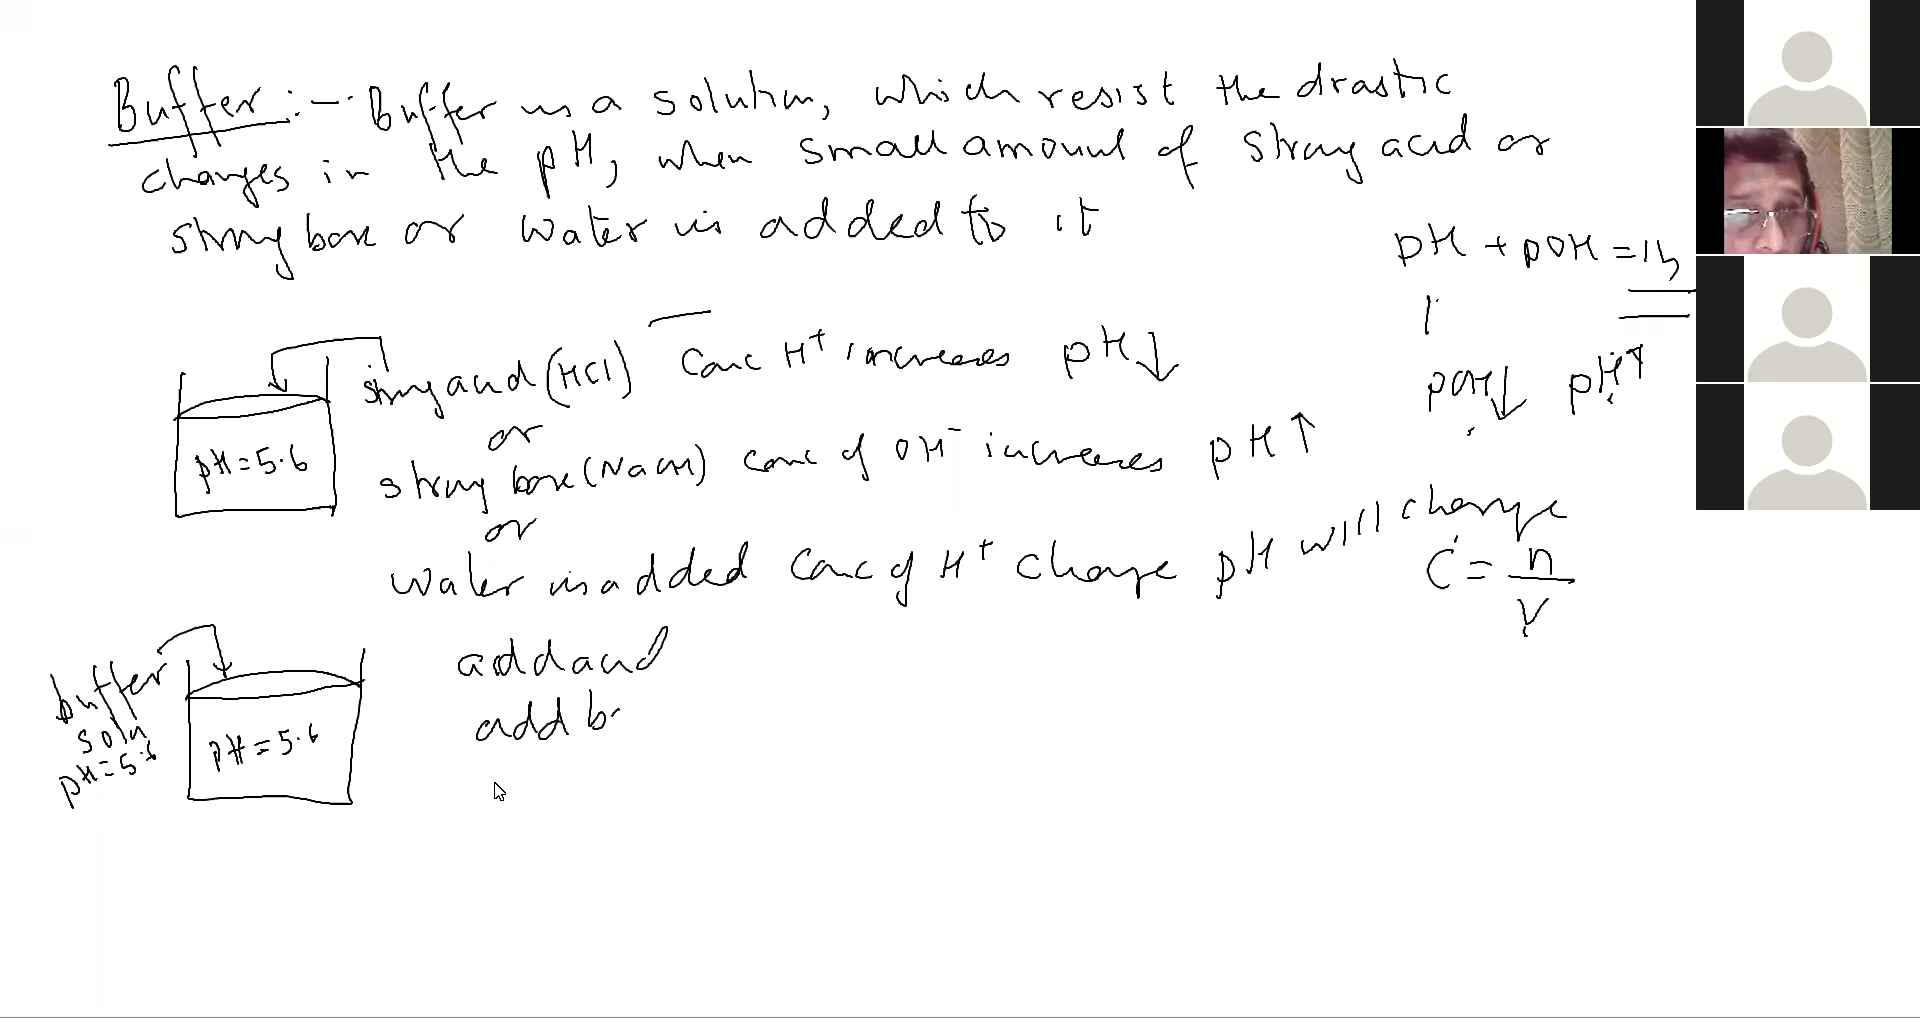 Buffer :- Buffer is a solution, which resist the drastic
changes in the pH, when small amount of strong acid or
strong base or water is added to it
pH + pOH = 14
strong acid (HCl) Conc H+ increases pH↓
pOH↓ pH↑
or
pH = 5.6
strong base (NaOH) conc of OH- increases pH↑
or
water is added Conc of H+ change pH will change
C = n
V
buffer
soln
pH = 5.6
pH = 5.6
add acid
add b